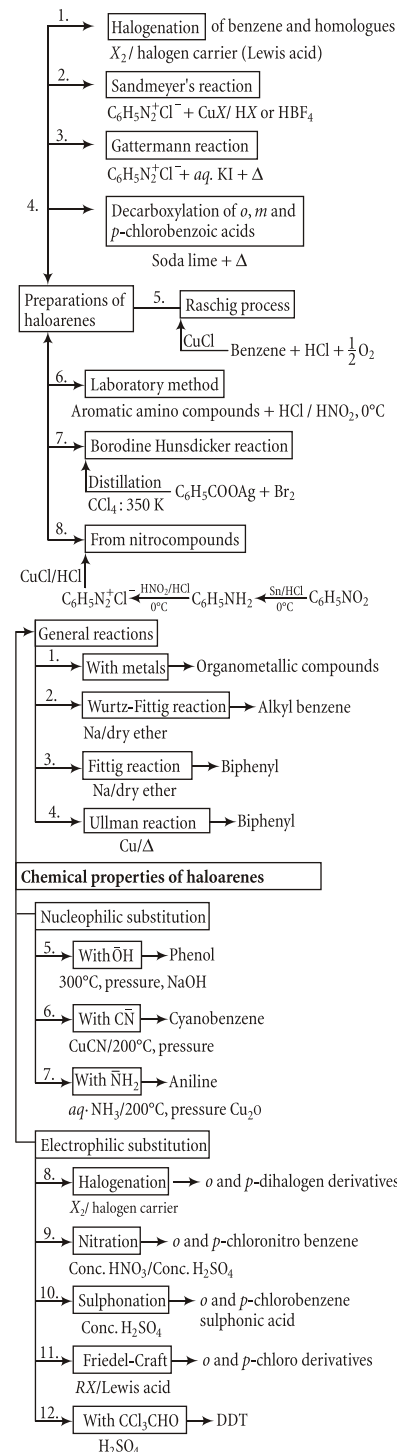 1. Halogenation of benzene and homologues
X₂/ halogen carrier (Lewis acid)
2. Sandmeyer's reaction
C₆H₅N₂⁺Cl⁻ + CuX/ HX or HBF₄
3. Gattermann reaction
C₆H₅N₂⁺Cl⁻ + aq. KI + Δ
4. Decarboxylation of o, m and
p-chlorobenzoic acids
Soda lime + Δ
Preparations of
haloarenes
5. Raschig process
CuCl
Benzene + HCl + ½O₂
6. Laboratory method
Aromatic amino compounds + HCl / HNO₂, 0°C
7. Borodine Hunsdicker reaction
Distillation
CCl₄ : 350 K
C₆H₅COOAg + Br₂
8. From nitrocompounds
CuCl/HCl
C₆H₅N₂⁺Cl⁻ ← HNO₂/HCl 0°C C₆H₅NH₂ ← Sn/HCl 0°C C₆H₅NO₂
General reactions
1. With metals → Organometallic compounds
2. Wurtz-Fittig reaction → Alkyl benzene
Na/dry ether
3. Fittig reaction → Biphenyl
Na/dry ether
4. Ullman reaction → Biphenyl
Cu/Δ
Chemical properties of haloarenes
Nucleophilic substitution
5. With ŌH → Phenol
300°C, pressure, NaOH
6. With CN̄ → Cyanobenzene
CuCN/200°C, pressure
7. With N̄H₂ → Aniline
aq· NH₃/200°C, pressure Cu₂O
Electrophilic substitution
8. Halogenation → o and p-dihalogen derivatives
X₂/ halogen carrier
9. Nitration → o and p-chloronitro benzene
Conc. HNO₃/Conc. H₂SO₄
10. Sulphonation → o and p-chlorobenzene
sulphonic acid
Conc. H₂SO₄
11. Friedel-Craft → o and p-chloro derivatives
RX/Lewis acid
12. With CCl₃CHO → DDT
H₂SO₄